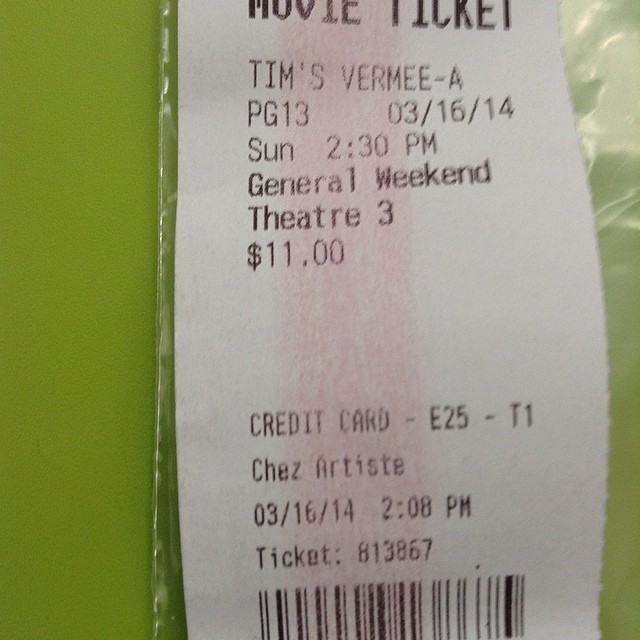 MOVIE TICKET
TIM'S VERMEE-A
PG13 03/16/14
Sun 2:30 PM
General Weekend
Theatre 3
$11.00
CREDIT CARD - E25 - T1
Chez Artiste
03/16/14 2:08 PM
Ticket: 813867